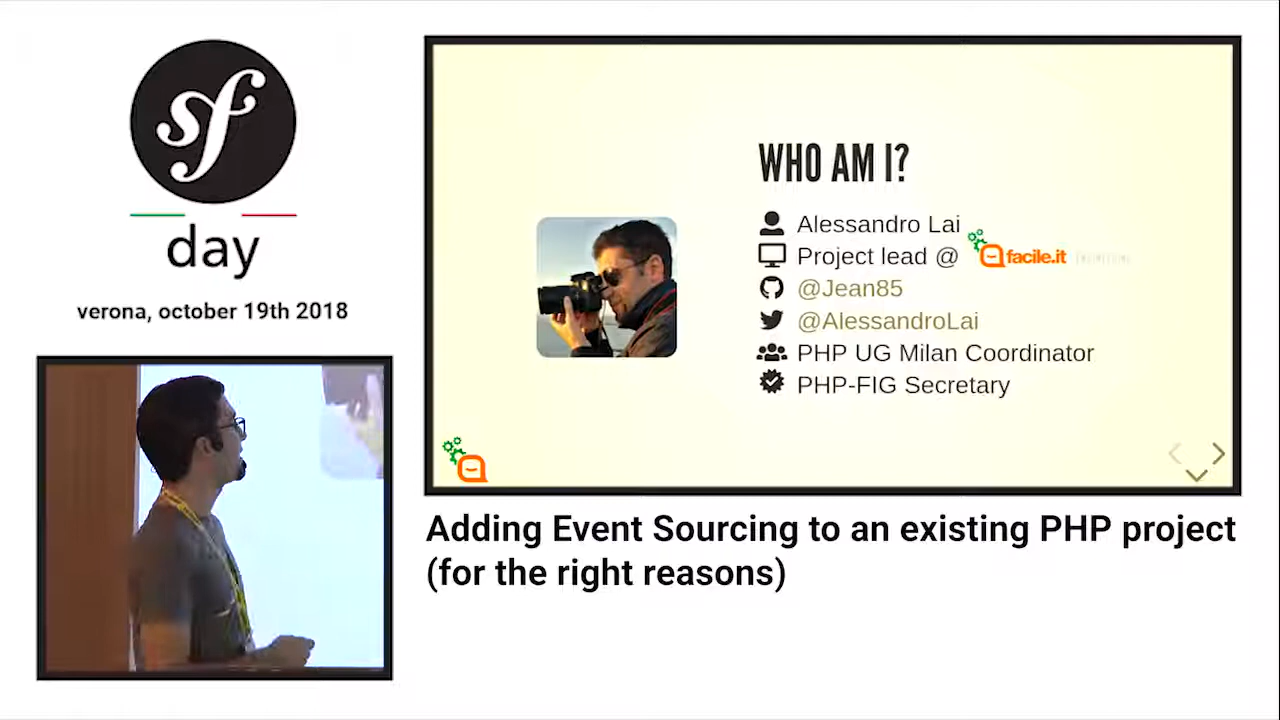 sf
day
verona, october 19th 2018
WHO AM I?
Alessandro Lai
Project lead @ facile.it ENGINEERING
@Jean85
@AlessandroLai
PHP UG Milan Coordinator
PHP-FIG Secretary
Adding Event Sourcing to an existing PHP project
(for the right reasons)